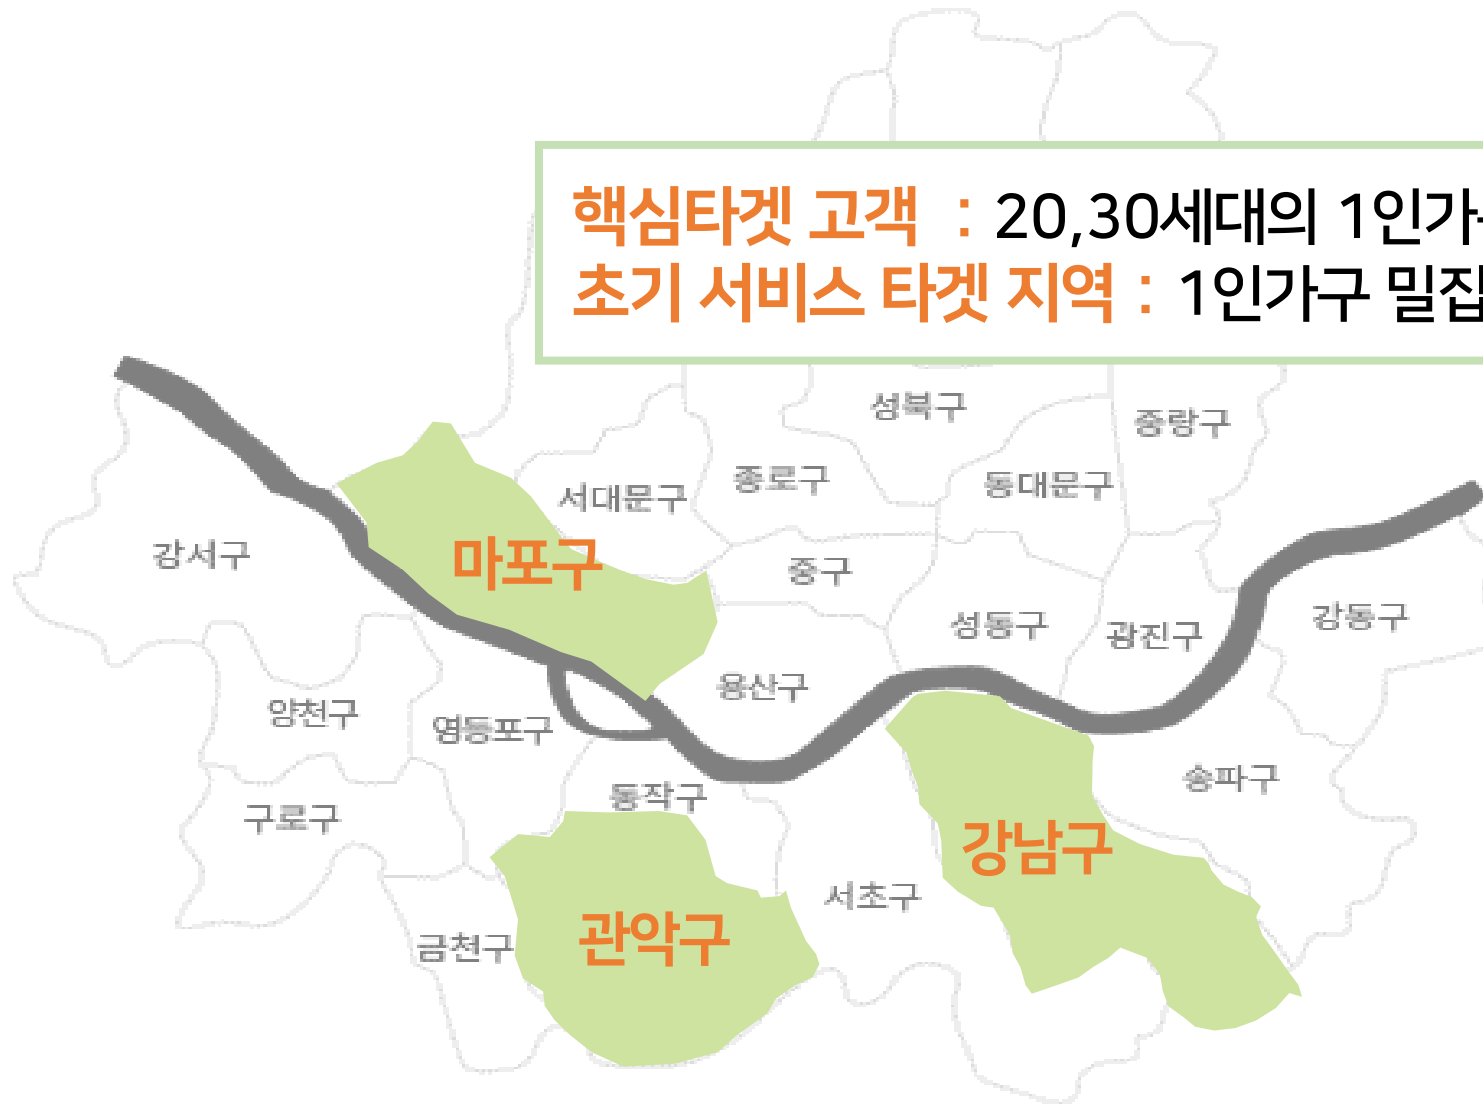 핵심타겟 고객 : 20,30세대의 1인가
초기 서비스 타겟 지역 : 1인가구 밀집
성북구
중랑구
종로구
동대문구
서대문구
마포구
강서구
중구
강동구
성동구
광진구
용산구
양천구
영등포구
송파구
동작구
구로구
강남구
서초구
관악구
금천구